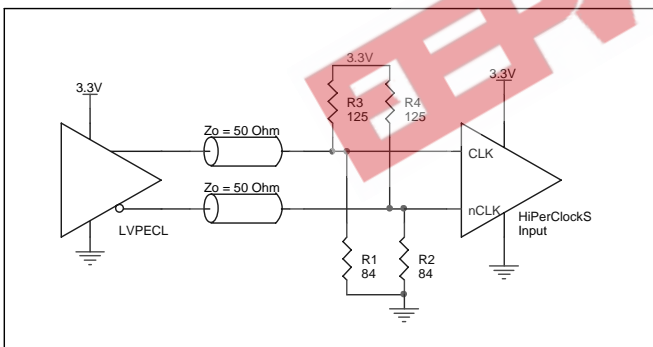 3.3V
3.3V
3.3V
R3
125
R4
125
Zo = 50 Ohm
CLK
Zo = 50 Ohm
nCLK
HiPerClockS
Input
LVPECL
R1
84
R2
84